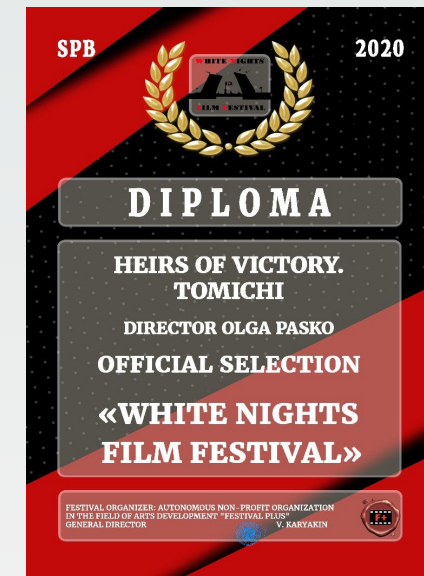 SPB 2020
WHITE NIGHTS
FILM FESTIVAL
DIPLOMA
HEIRS OF VICTORY.
TOMICHI
DIRECTOR OLGA PASKO
OFFICIAL SELECTION
«WHITE NIGHTS
FILM FESTIVAL»
FESTIVAL ORGANIZER: AUTONOMOUS NON-PROFIT ORGANIZATION
IN THE FIELD OF ARTS DEVELOPMENT "FESTIVAL PLUS"
GENERAL DIRECTOR V. KARYAKIN
F+